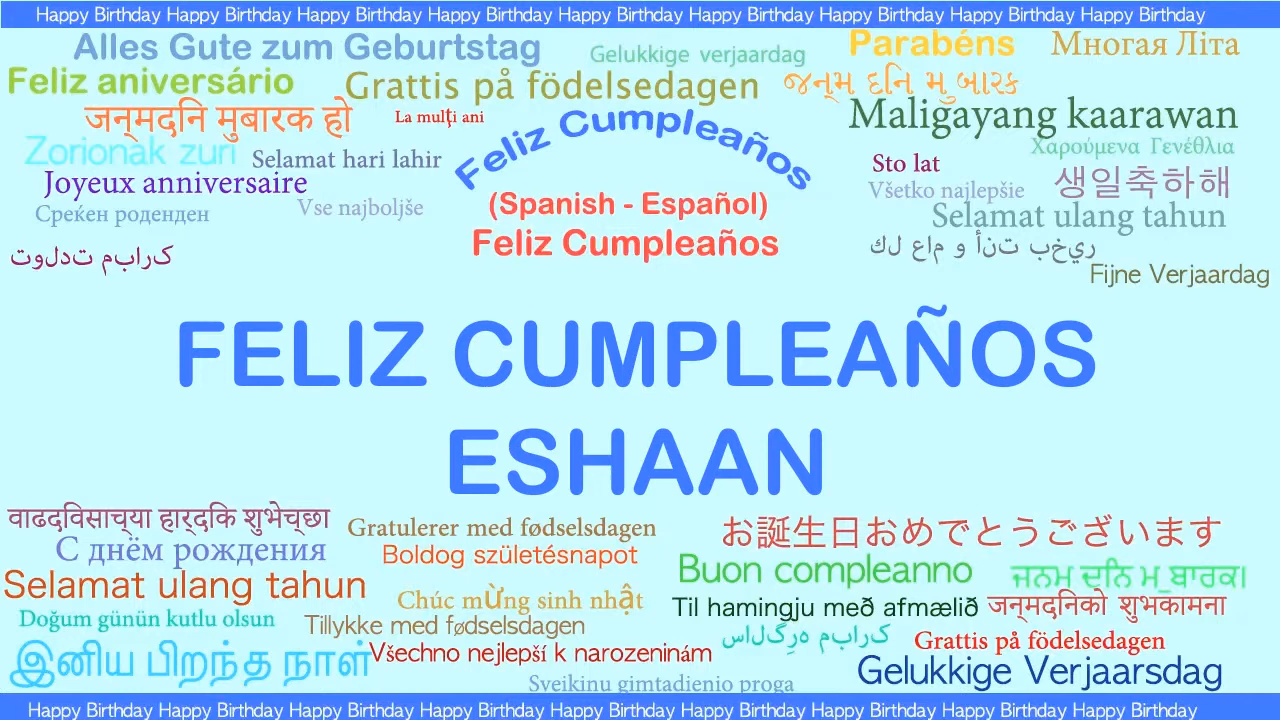 Happy Birthday Happy Birthday Happy Birthday Happy Birthday Happy Birthday Happy Birthday Happy Birthday Happy Birthday Happy Birthday
Alles Gute zum Geburtstag
Gelukkige verjaardag
Parabéns
Многая Літа
Feliz aniversário
Grattis på födelsedagen
જન્મ દિન મુબારક
जन्मदिन मुबारक हो
La mulţi ani
Feliz Cumpleaños
Maligayang kaarawan
Zorionak zuri
Selamat hari lahir
Sto lat
Χαρούμενα Γενέθλια
Joyeux anniversaire
Všetko najlepšie
생일축하해
Среќен роденден
Vse najboljše
(Spanish - Español)
Selamat ulang tahun
Feliz Cumpleaños
تولدت مبارک
كل عام و أنت بخير
Fijne Verjaardag
FELIZ CUMPLEAÑOS
ESHAAN
वाढदिवसाच्या हार्दिक शुभेच्छा
Gratulerer med fødselsdagen
お誕生日おめでとうございます
С днём рождения
Boldog születésnapot
Selamat ulang tahun
Buon compleanno
ਜਨਮ ਦਿਨ ਮੁਬਾਰਕ।
Chúc mừng sinh nhật
Til hamingju með afmælið
जन्मदिनको शुभकामना
Doğum günün kutlu olsun
Tillykke med fødselsdagen
سالگرہ مبارک
Grattis på födelsedagen
இனிய பிறந்த நாள்
Všechno nejlepší k narozeninám
Gelukkige Verjaarsdag
Sveikinu gimtadienio proga
Happy Birthday Happy Birthday Happy Birthday Happy Birthday Happy Birthday Happy Birthday Happy Birthday Happy Birthday Happy Birthday